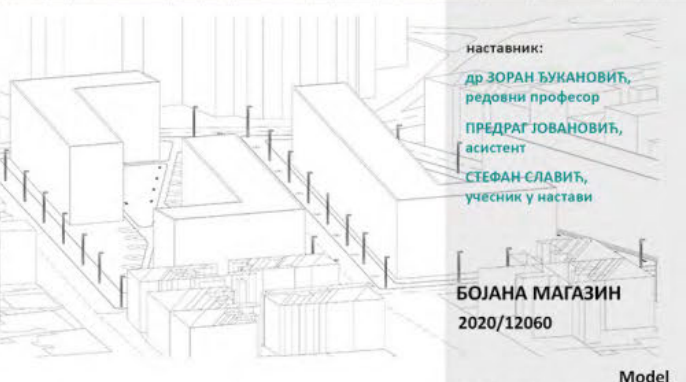 наставник:
др ЗОРАН ЂУКАНОВИЋ,
редовни професор
ПРЕДРАГ ЈОВАНОВИЋ,
асистент
СТЕФАН СЛАВИЋ,
учесник у настави
БОЈАНА МАГАЗИН
2020/12060
Model